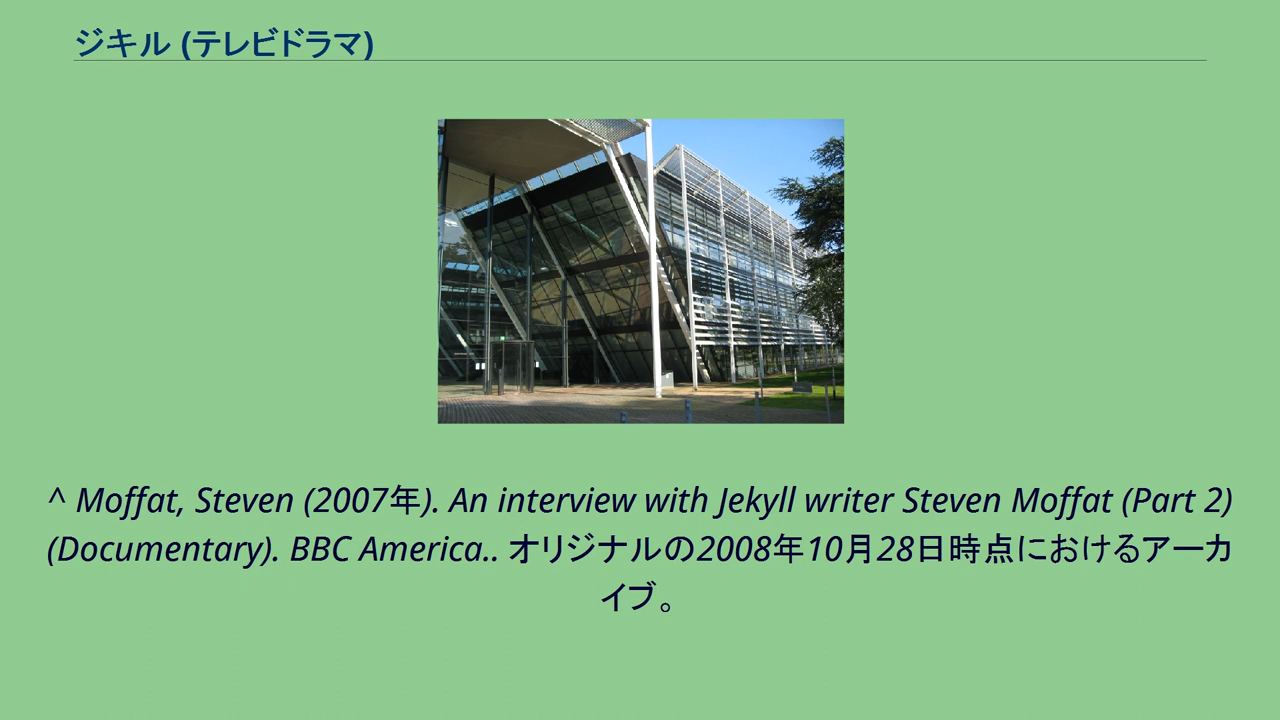 ジキル (テレビドラマ)
^ Moffat, Steven (2007年). An interview with Jekyll writer Steven Moffat (Part 2)
(Documentary). BBC America.. オリジナルの2008年10月28日時点におけるアーカ
イブ。